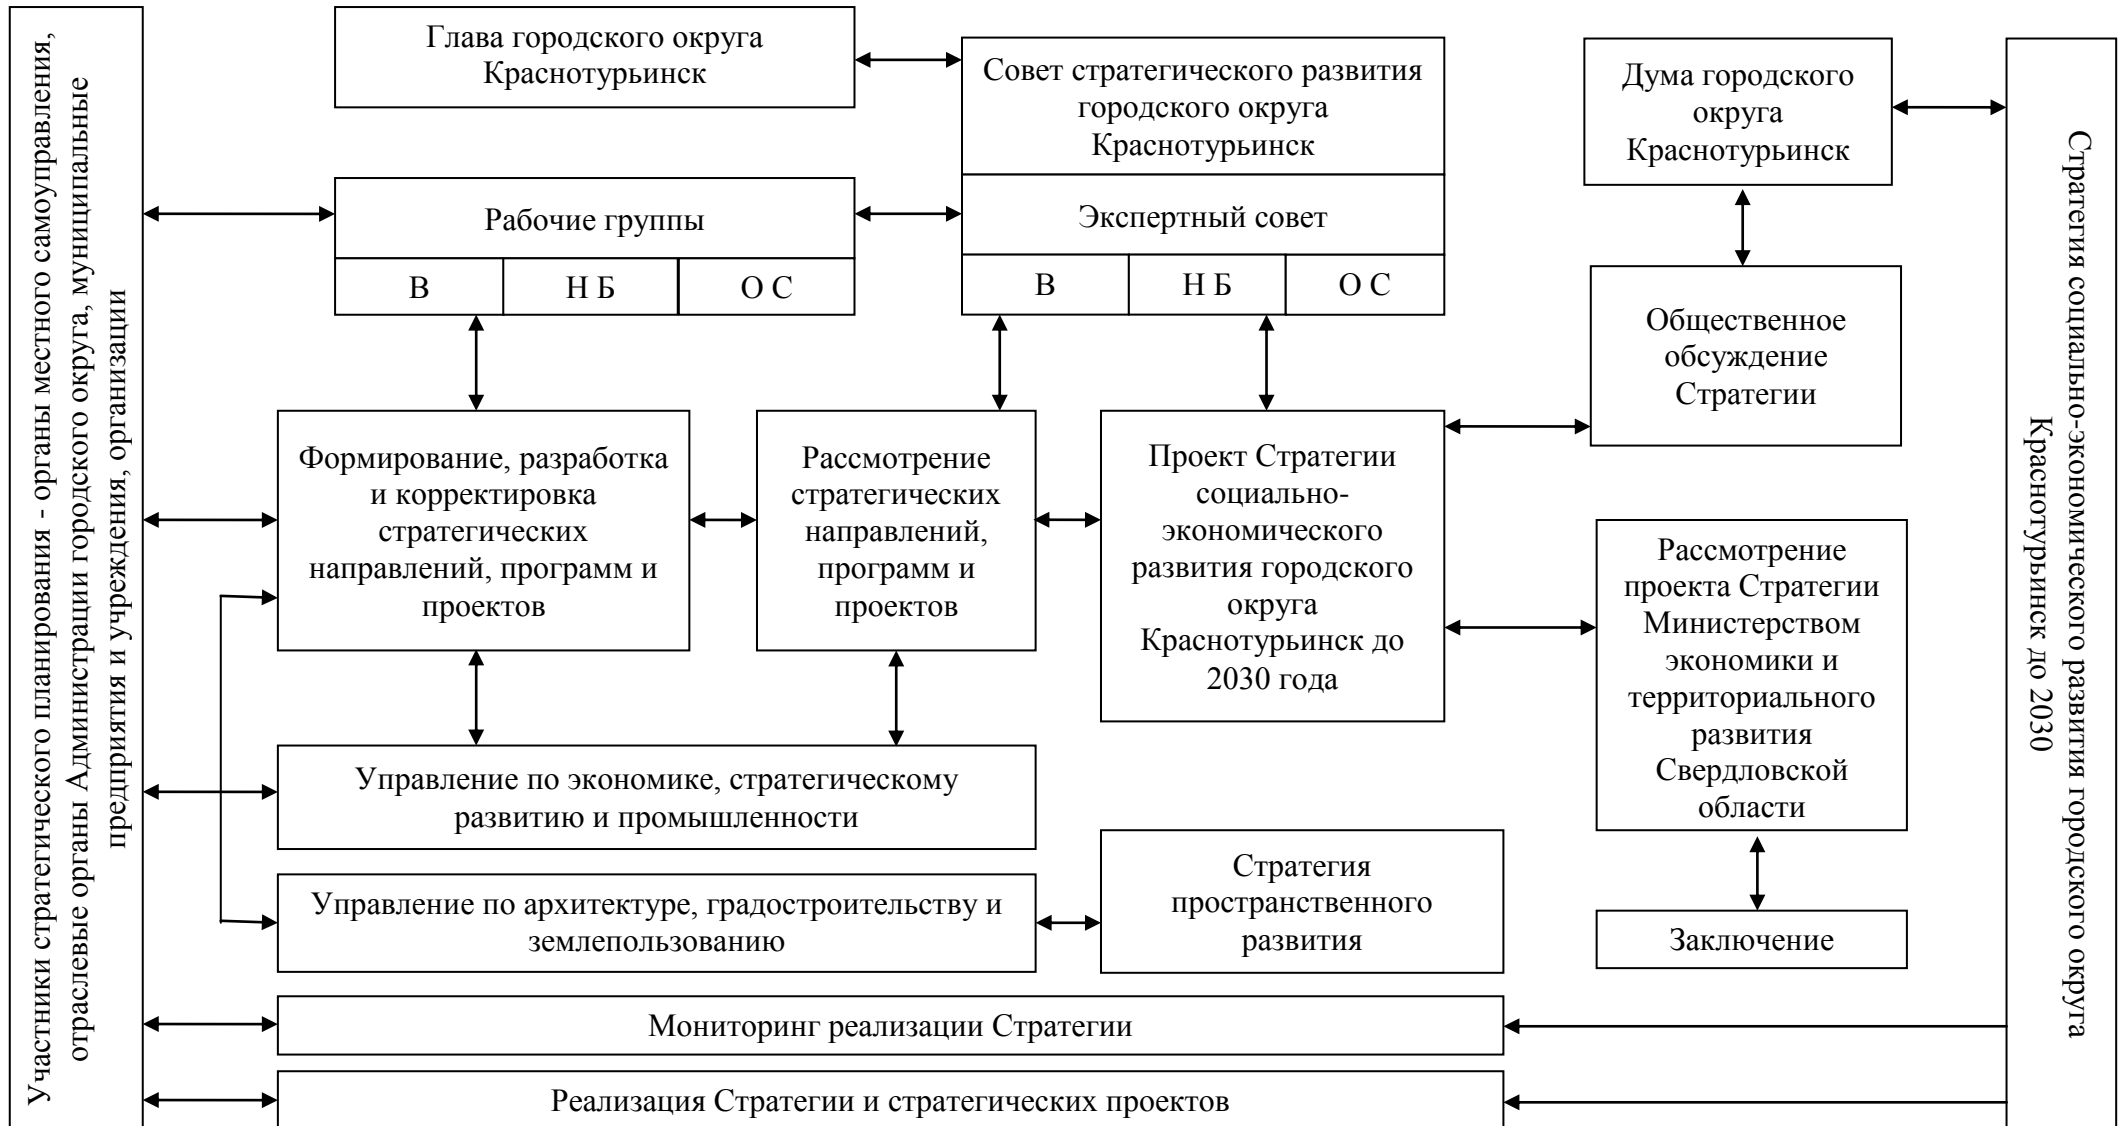 Участники стратегического планирования - органы местного самоуправления,
отраслевые органы Администрации городского округа, муниципальные
предприятия и учреждения, организации
Глава городского округа
Краснотурьинск
Совет стратегического развития
городского округа
Краснотурьинск
Дума городского
округа
Краснотурьинск
Рабочие группы
В
Н Б
О С
Экспертный совет
В
Н Б
О С
Общественное
обсуждение
Стратегии
Формирование, разработка
и корректировка
стратегических
направлений, программ и
проектов
Рассмотрение
стратегических
направлений,
программ и
проектов
Проект Стратегии
социально-
экономического
развития городского
округа
Краснотурьинск до
2030 года
Рассмотрение
проекта Стратегии
Министерством
экономики и
территориального
развития
Свердловской
области
Управление по экономике, стратегическому
развитию и промышленности
Управление по архитектуре, градостроительству и
землепользованию
Стратегия
пространственного
развития
Заключение
Мониторинг реализации Стратегии
Реализация Стратегии и стратегических проектов
Стратегия социально-экономического развития городского округа
Краснотурьинск до 2030